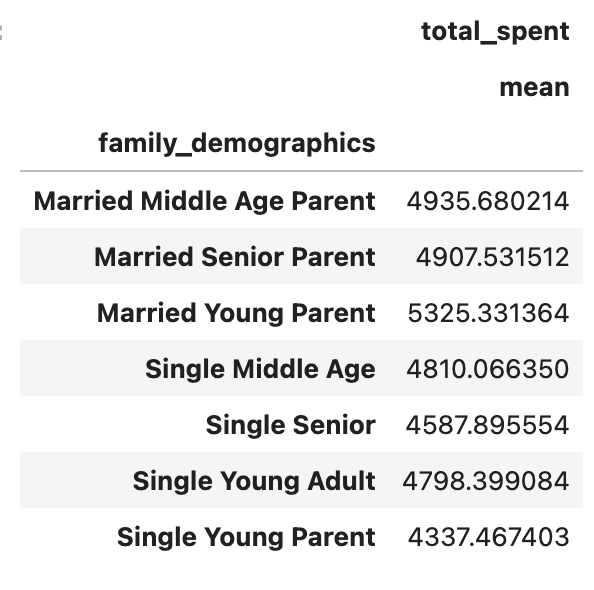 total_spent
mean
family_demographics
Married Middle Age Parent 4935.680214
Married Senior Parent 4907.531512
Married Young Parent 5325.331364
Single Middle Age 4810.066350
Single Senior 4587.895554
Single Young Adult 4798.399084
Single Young Parent 4337.467403